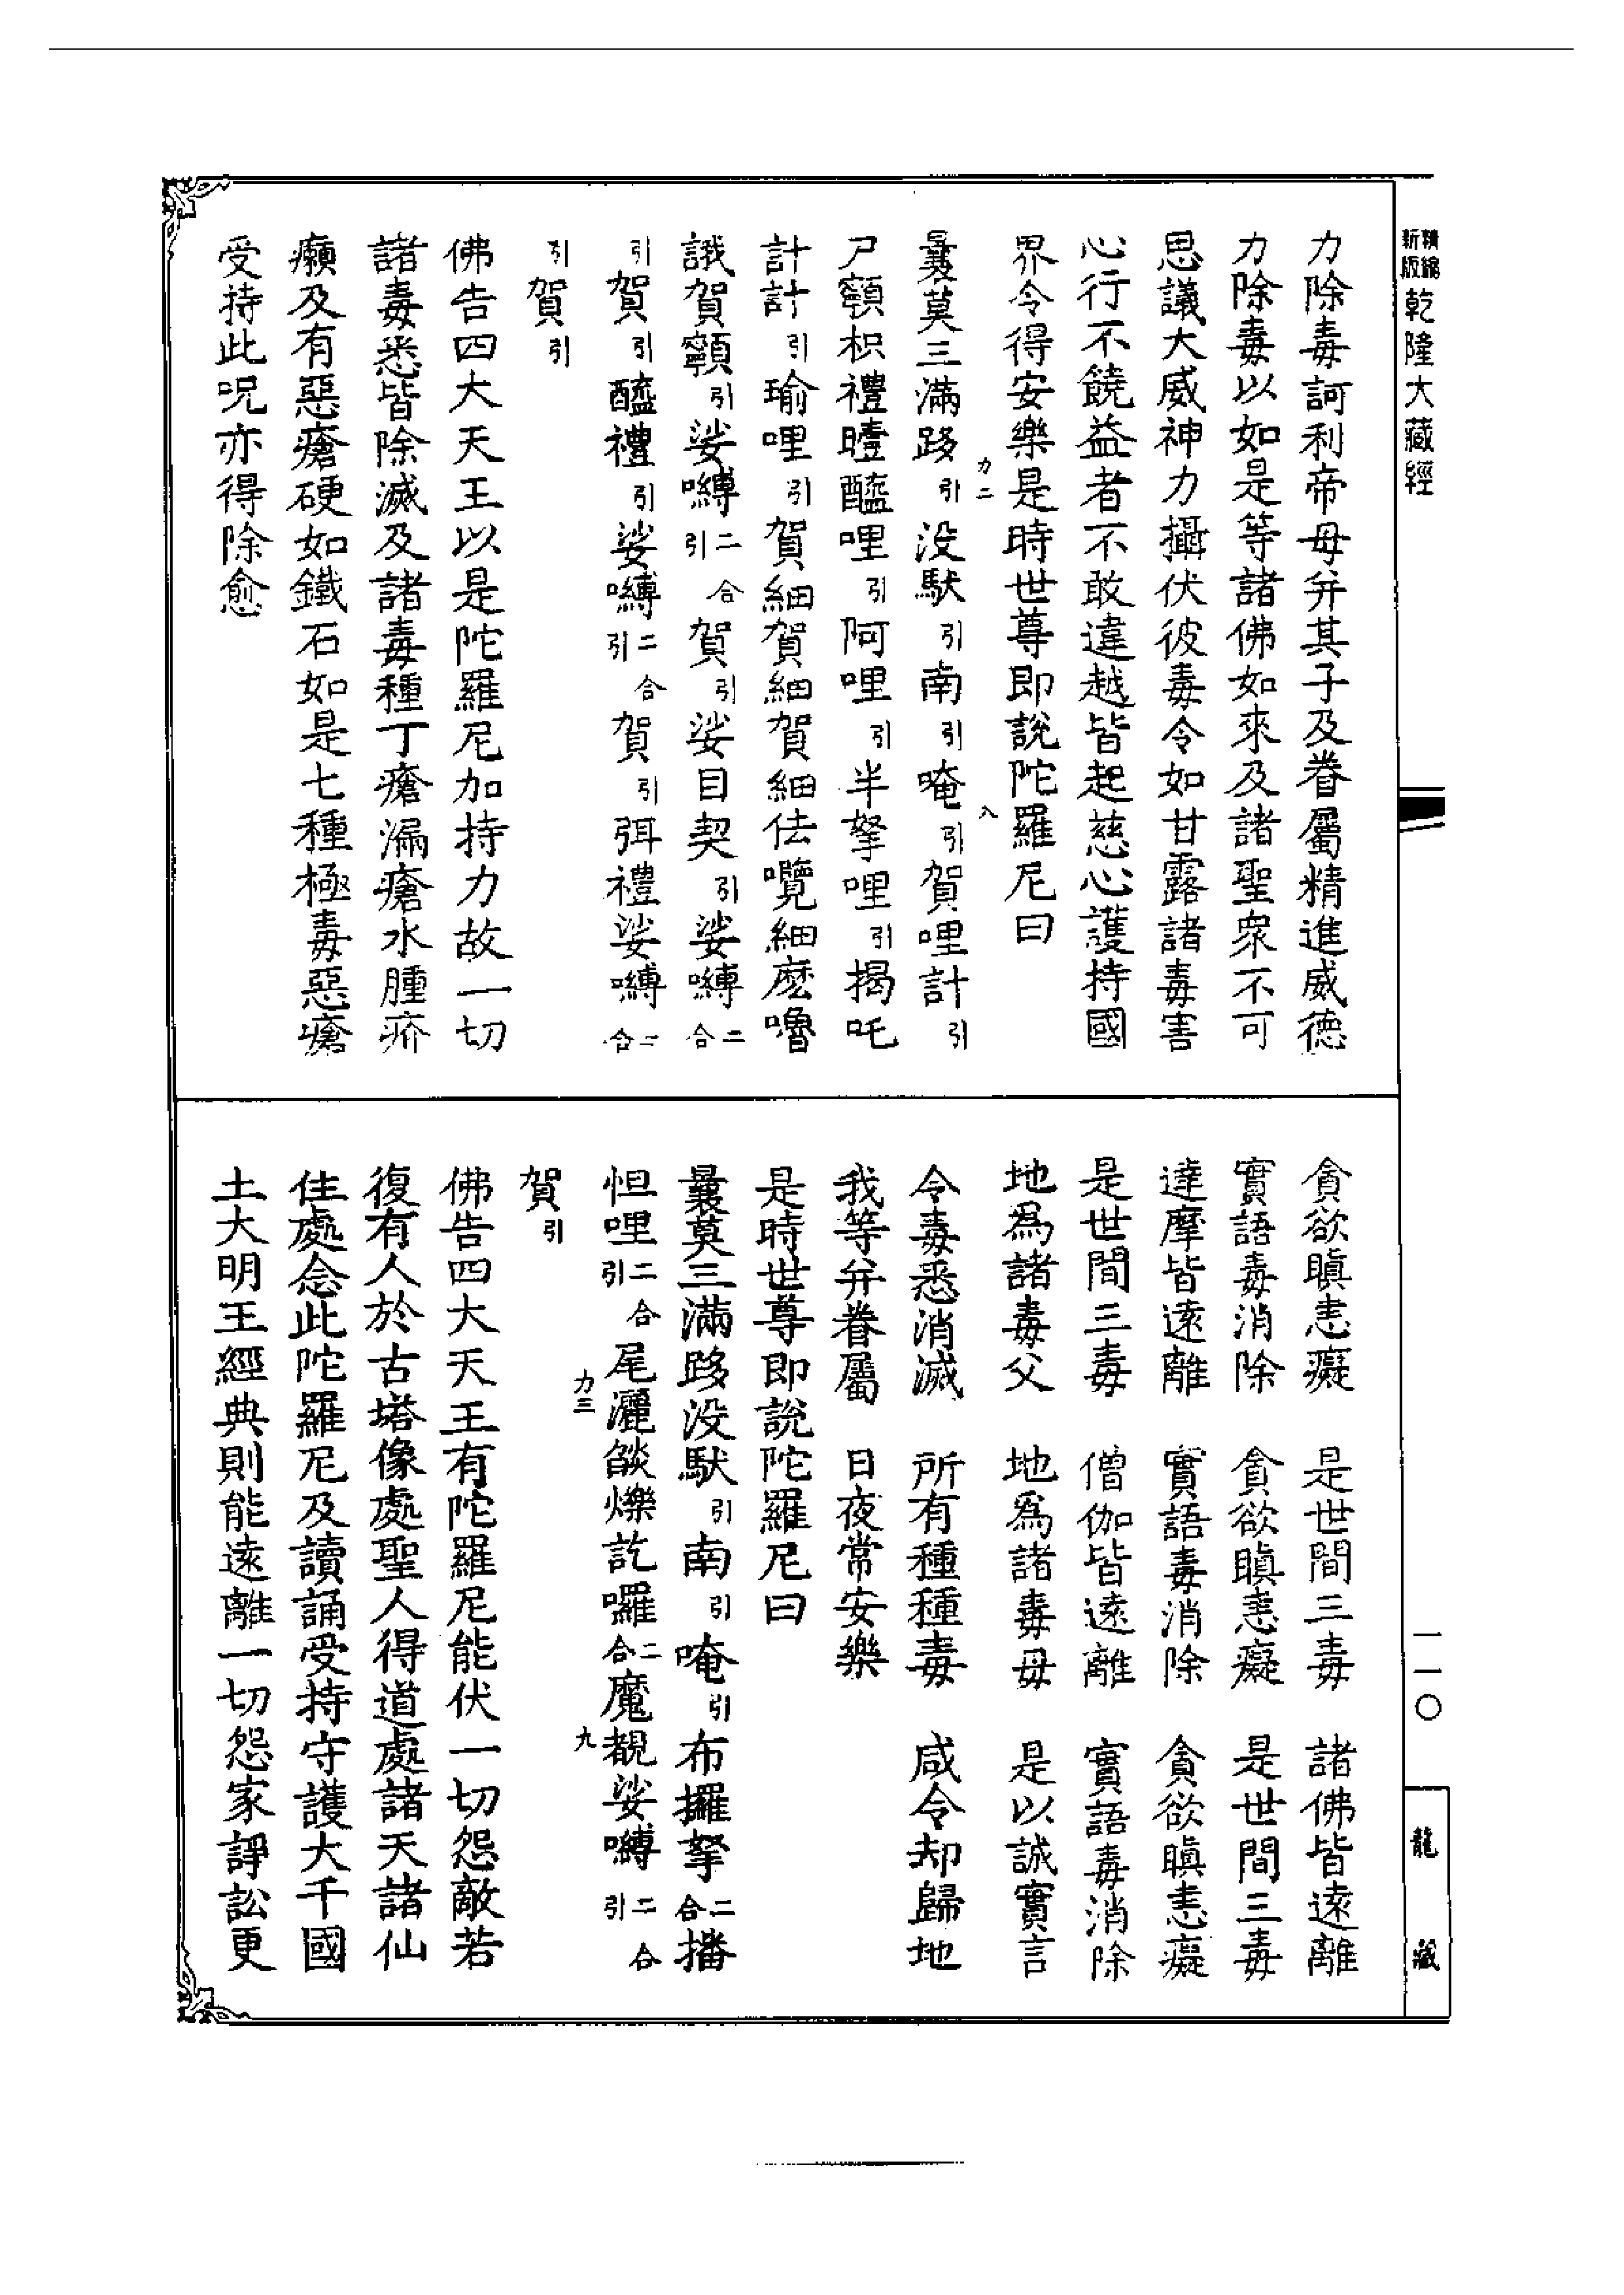 精縮新版乾隆大藏經
力除毒訶利帝母并其子及眷屬精進威德
力除毒以如是等諸佛如來及諸聖眾不可
思議大威神力攝伏彼毒令如甘露諸毒害
心行不饒益者不敢違越皆起慈心護持國
界令得安樂是時世尊即說陀羅尼曰
力二 八
曩莫三滿哆引没馱引南引唵引賀哩計引
尸顊枳禮曀醯哩引阿哩引半拏哩引揭吒
計計引瑜哩引賀細賀細賀細佉嚂細麼嚕
誐賀顊引娑嚩二合引賀引娑目契引娑嚩二合
引賀引醯禮引娑嚩二合引賀引弭禮娑嚩二合
引賀引
佛告四大天王以是陀羅尼加持力故一切
諸毒悉皆除滅及諸毒種丁瘡漏瘡水腫疥
癩及有惡瘡硬如鐵石如是七種極毒惡瘡
受持此呪亦得除愈
貪欲瞋恚癡 是世間三毒 諸佛皆遠離
實語毒消除 貪欲瞋恚癡 是世間三毒
達摩皆遠離 實語毒消除 貪欲瞋恚癡
是世間三毒 僧伽皆遠離 實語毒消除
地為諸毒父 地為諸毒母 是以誠實言
令毒悉消滅 所有種種毒 咸令却歸地
我等并眷屬 日夜常安樂
是時世尊即說陀羅尼曰
曩莫三滿哆没馱引南引唵引布攞拏二合播
怛哩二合引尾灑燄爍訖囉二合魔覩娑嚩二合引
力三 九
賀引
佛告四大天王有陀羅尼能伏一切怨敵若
復有人於古塔像處聖人得道處諸天諸仙
住處念此陀羅尼及讀誦受持守護大千國
土大明王經典則能遠離一切怨家諍訟更
一一〇
龍藏